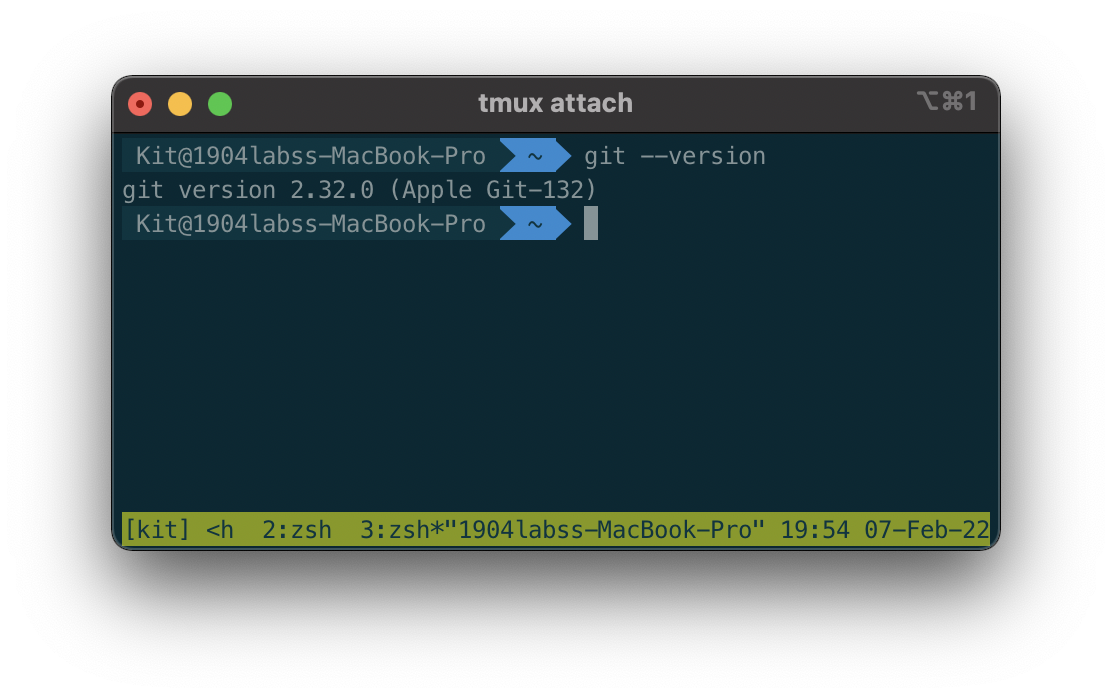 tmux attach ⌥⌘1
Kit@1904labss-MacBook-Pro ~ git --version
git version 2.32.0 (Apple Git-132)
Kit@1904labss-MacBook-Pro ~
[kit] <h  2:zsh  3:zsh*"1904labss-MacBook-Pro" 19:54 07-Feb-22